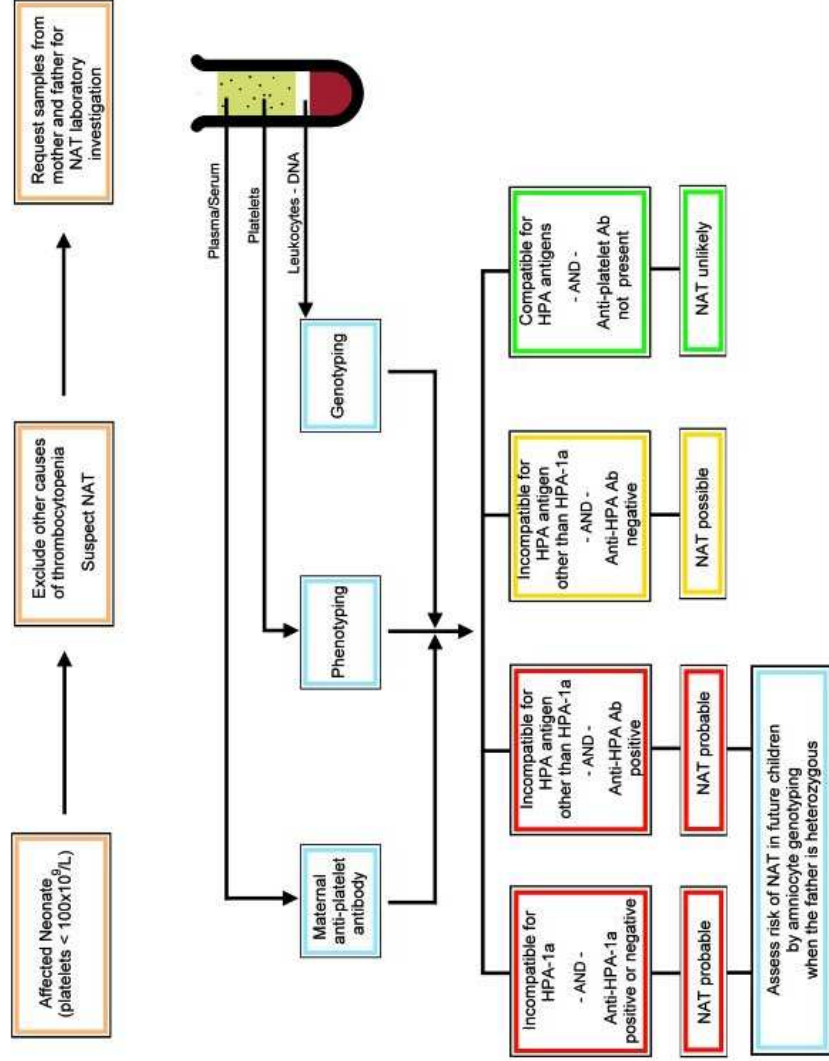 Affected Neonate
(platelets < 100x10⁹/L)
Exclude other causes
of thrombocytopenia
Suspect NAT
Request samples from
mother and father for
NAT laboratory
investigation
Plasma/Serum
Platelets
Leukocytes - DNA
Maternal
anti-platelet
antibody
Phenotyping
Genotyping
Incompatible for
HPA-1a
- AND -
Anti-HPA-1a
positive or negative
Incompatible for
HPA antigen
other than HPA-1a
- AND -
Anti-HPA Ab
positive
Incompatible for
HPA antigen
other than HPA-1a
- AND -
Anti-HPA Ab
negative
Compatible for
HPA antigens
- AND -
Anti-platelet Ab
not present
NAT probable
NAT probable
NAT possible
NAT unlikely
Assess risk of NAT in future children
by amniocyte genotyping
when the father is heterozygous